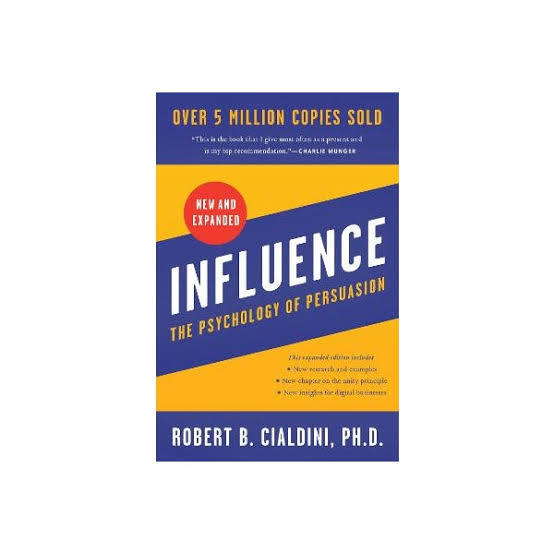 OVER 5 MILLION COPIES SOLD
"This is the book that I give most often as a present and
is my top recommendation."—CHARLIE MUNGER
NEW AND
EXPANDED
INFLUENCE
THE PSYCHOLOGY OF PERSUASION
This expanded edition includes
• New research and examples
• New chapter on the unity principle
• New insights for digital businesses
ROBERT B. CIALDINI, PH.D.